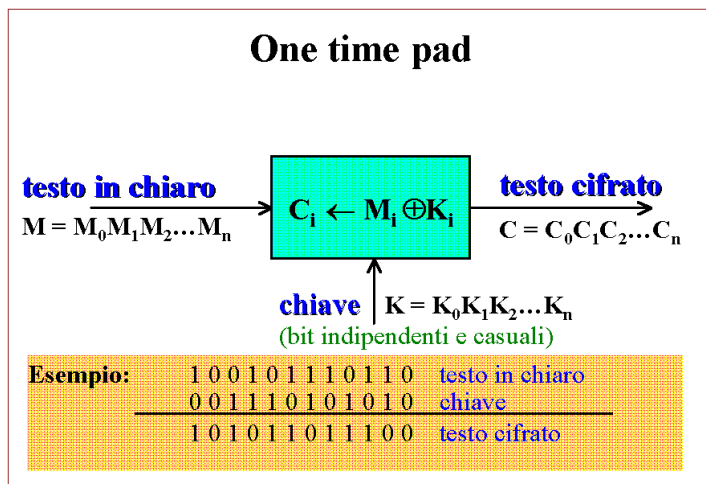 One time pad
testo in chiaro
M = M₀M₁M₂...Mₙ
Cᵢ ← Mᵢ ⊕Kᵢ
testo cifrato
C = C₀C₁C₂...Cₙ
chiave K = K₀K₁K₂...Kₙ
(bit indipendenti e casuali)
Esempio: 1 0 0 1 0 1 1 1 0 1 1 0 testo in chiaro
0 0 1 1 1 0 1 0 1 0 1 0 chiave
1 0 1 0 1 1 0 1 1 1 0 0 testo cifrato